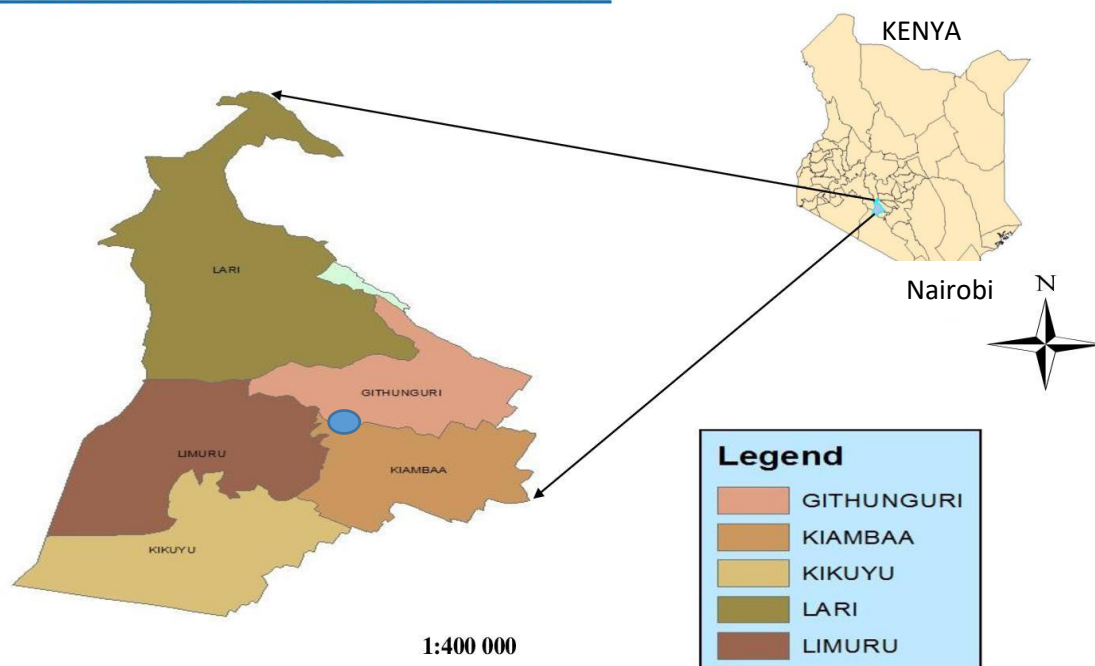 KENYA
LARI
Nairobi
N
GITHUNGURI
LIMURU
KIAMBAA
KIKUYU
1:400 000
Legend
GITHUNGURI
KIAMBAA
KIKUYU
LARI
LIMURU